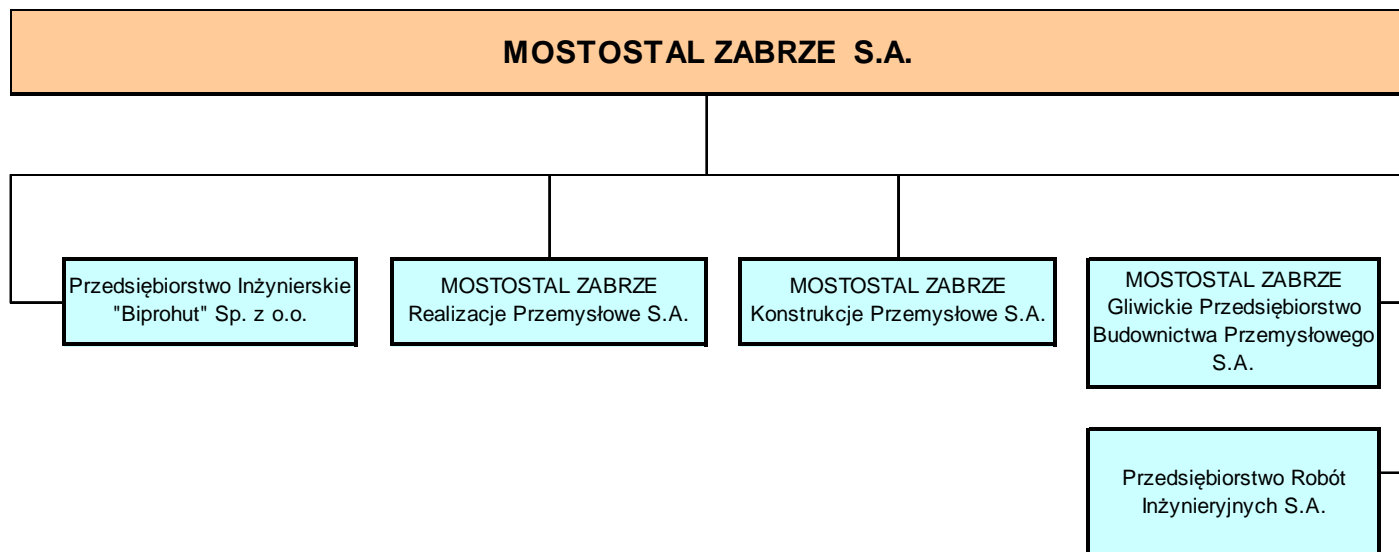 MOSTOSTAL ZABRZE S.A.
Przedsiębiorstwo Inżynierskie
"Biprohut" Sp. z o.o.
MOSTOSTAL ZABRZE
Realizacje Przemysłowe S.A.
MOSTOSTAL ZABRZE
Konstrukcje Przemysłowe S.A.
MOSTOSTAL ZABRZE
Gliwickie Przedsiębiorstwo
Budownictwa Przemysłowego
S.A.
Przedsiębiorstwo Robót
Inżynieryjnych S.A.